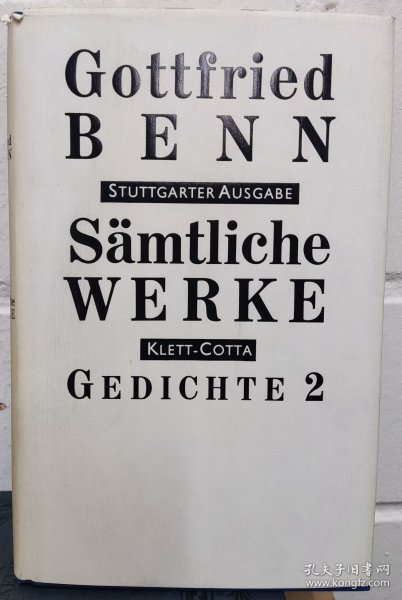 Gottfried
BENN
STUTTGARTER AUSGABE
Sämtliche
WERKE
KLETT-COTTA
GEDICHTE 2
孔夫子旧书网
www.kongfz.com